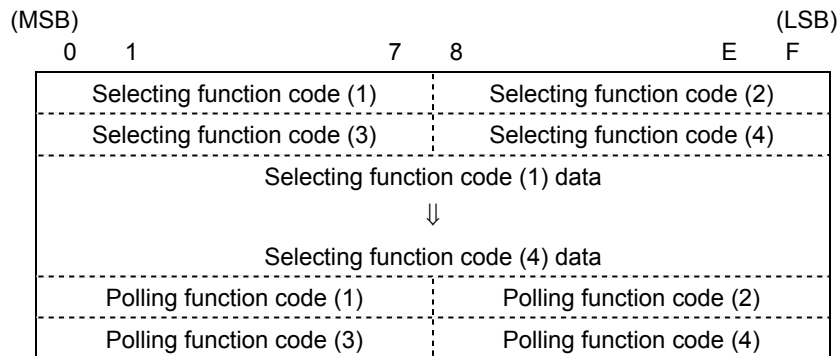 (MSB) (LSB)
0 1 7 8 E F
Selecting function code (1) Selecting function code (2)
Selecting function code (3) Selecting function code (4)
Selecting function code (1) data
⇓
Selecting function code (4) data
Polling function code (1) Polling function code (2)
Polling function code (3) Polling function code (4)